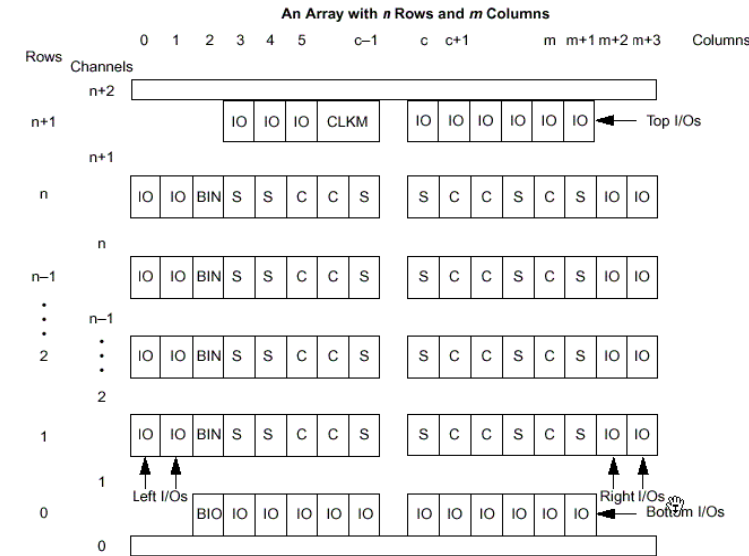 An Array with n Rows and m Columns
0 1 2 3 4 5 c–1 c c+1 m m+1 m+2 m+3 Columns
Rows
Channels
n+2
n+1 IO IO IO CLKM IO IO IO IO IO IO Top I/Os
n+1
n IO IO BIN S S C C S S C C S C S IO IO
n
n–1 IO IO BIN S S C C S S C C S C S IO IO
n–1
2 IO IO BIN S S C C S S C C S C S IO IO
2
1 IO IO BIN S S C C S S C C S C S IO IO
1
Left I/Os Right I/Os
0 BIO IO IO IO IO IO IO IO IO IO IO IO Bottom I/Os
0